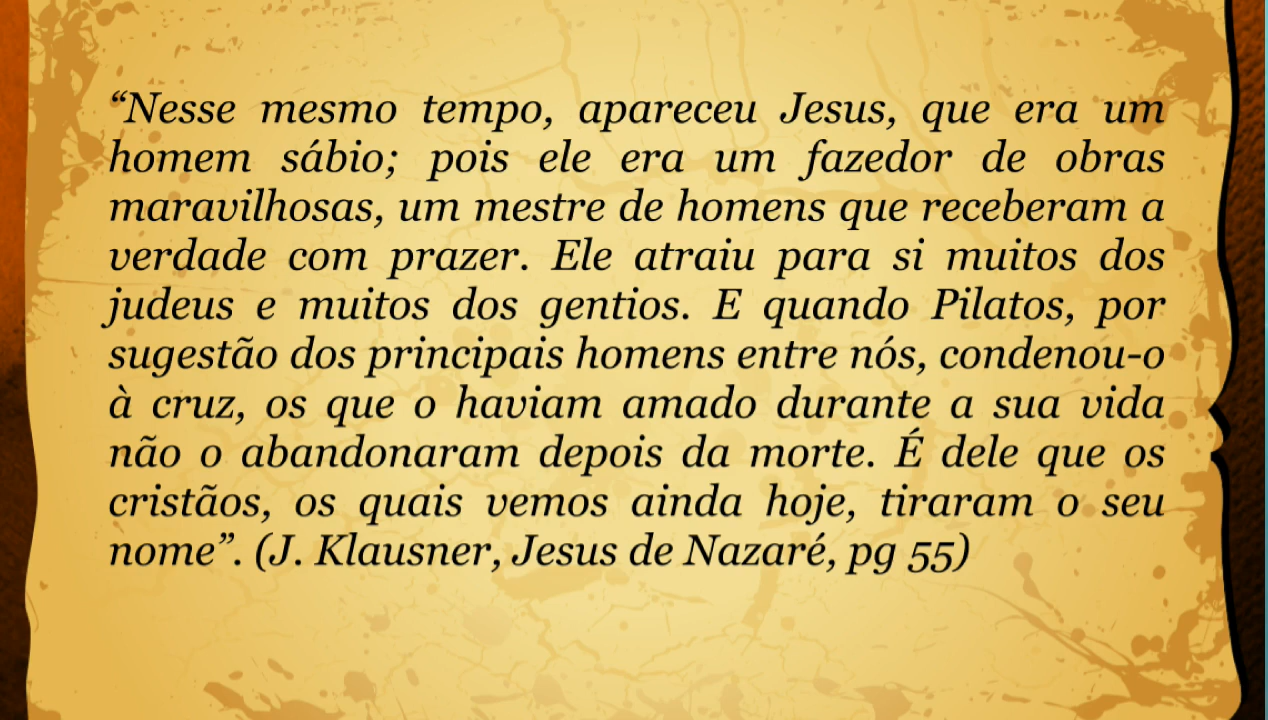 “Nesse mesmo tempo, apareceu Jesus, que era um
homem sábio; pois ele era um fazedor de obras
maravilhosas, um mestre de homens que receberam a
verdade com prazer. Ele atraiu para si muitos dos
judeus e muitos dos gentios. E quando Pilatos, por
sugestão dos principais homens entre nós, condenou-o
à cruz, os que o haviam amado durante a sua vida
não o abandonaram depois da morte. É dele que os
cristãos, os quais vemos ainda hoje, tiraram o seu
nome”. (J. Klausner, Jesus de Nazaré, pg 55)